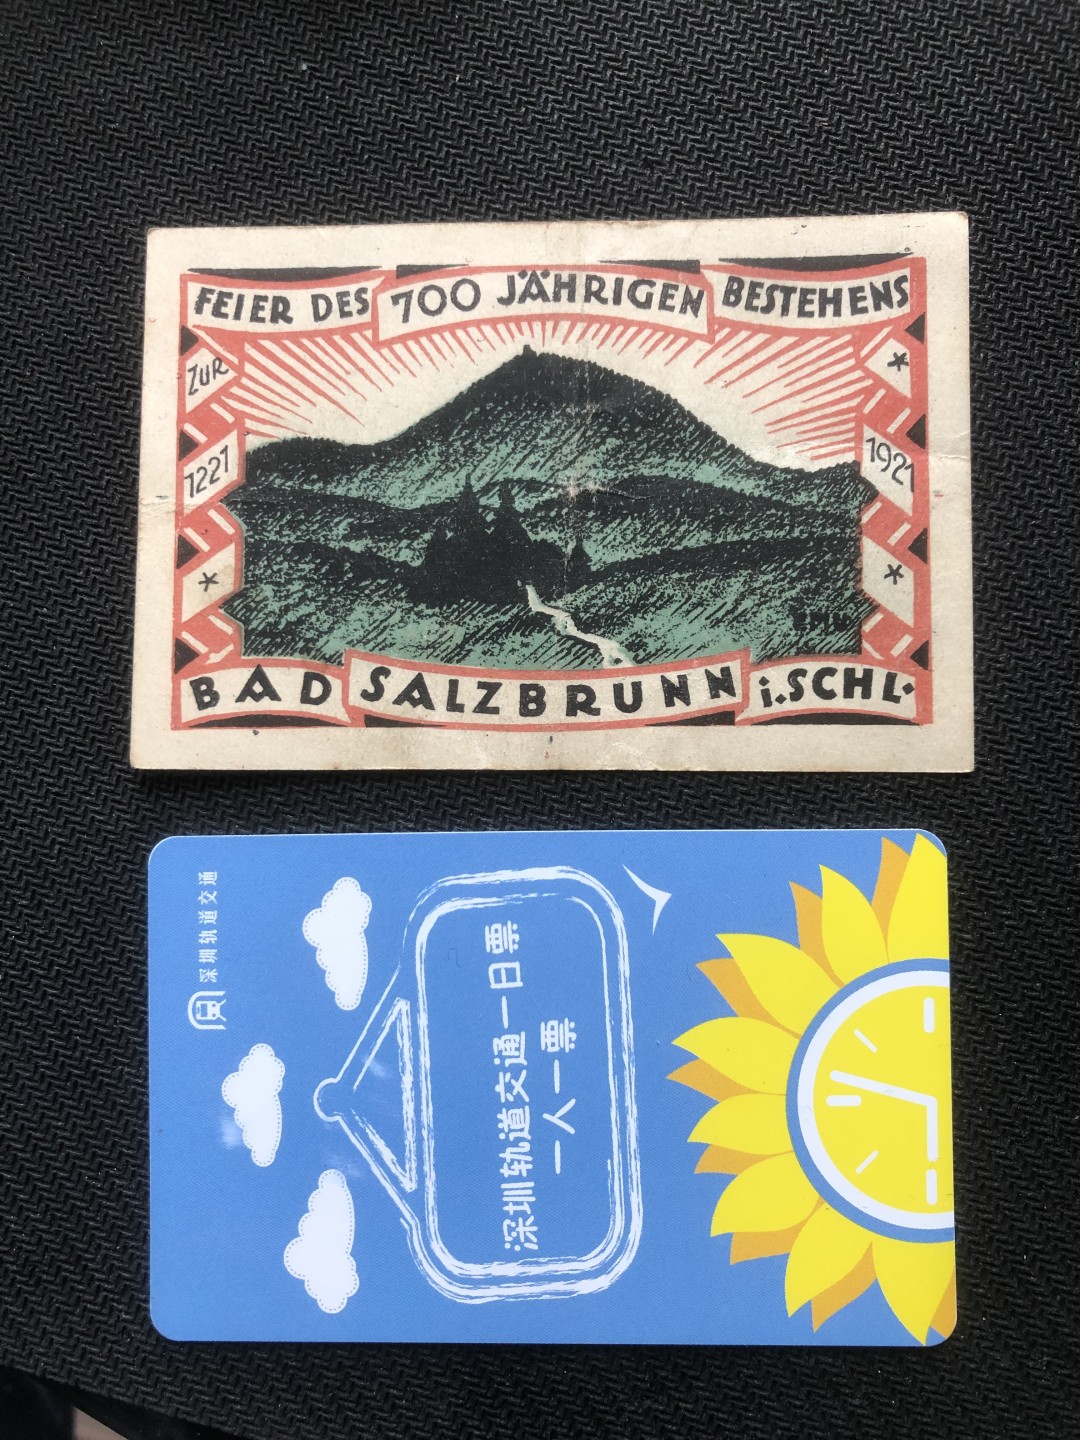 ZUR
FEIER DES 700 JÄHRIGEN BESTEHENS
1221
1921
BAD SALZBRUNN i. SCHL.
深圳轨道交通
深圳轨道交通一日票
一人一票